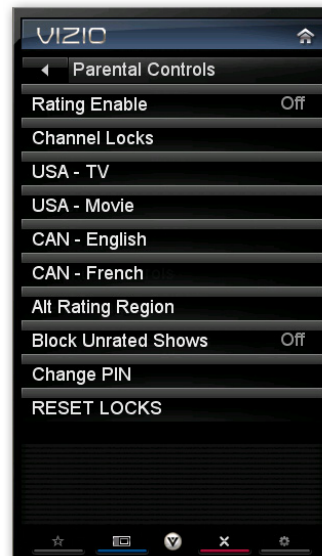 VIZIO
Parental Controls
Rating Enable Off
Channel Locks
USA - TV
USA - Movie
CAN - English
CAN - French
Alt Rating Region
Block Unrated Shows Off
Change PIN
RESET LOCKS